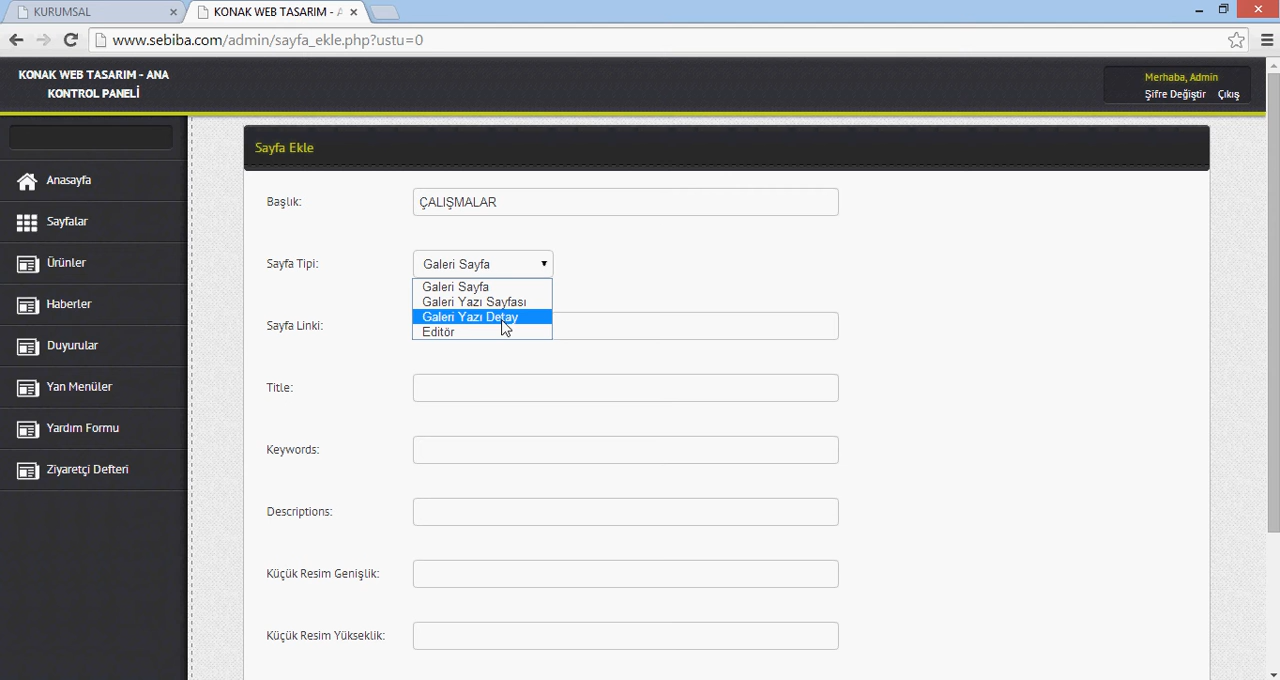 KURUMSAL
KONAK WEB TASARIM - A
www.sebiba.com/admin/sayfa_ekle.php?ustu=0
KONAK WEB TASARIM - ANA
KONTROL PANELİ
Merhaba, Admin
Şifre Değiştir Çıkış
Anasayfa
Sayfalar
Ürünler
Haberler
Duyurular
Yan Menüler
Yardım Formu
Ziyaretçi Defteri
Sayfa Ekle
Başlık: ÇALIŞMALAR
Sayfa Tipi: Galeri Sayfa
Galeri Sayfa
Galeri Yazı Sayfası
Galeri Yazı Detay
Editör
Sayfa Linki:
Title:
Keywords:
Descriptions:
Küçük Resim Genişlik:
Küçük Resim Yükseklik: